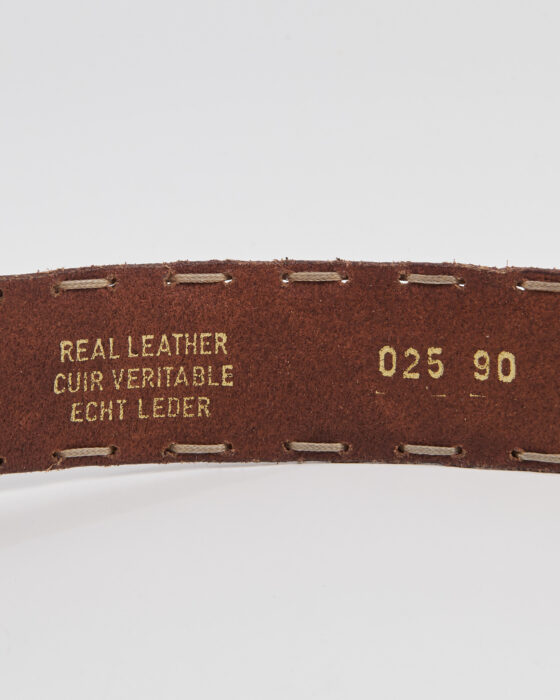 REAL LEATHER
CUIR VERITABLE
ECHT LEDER
025 90